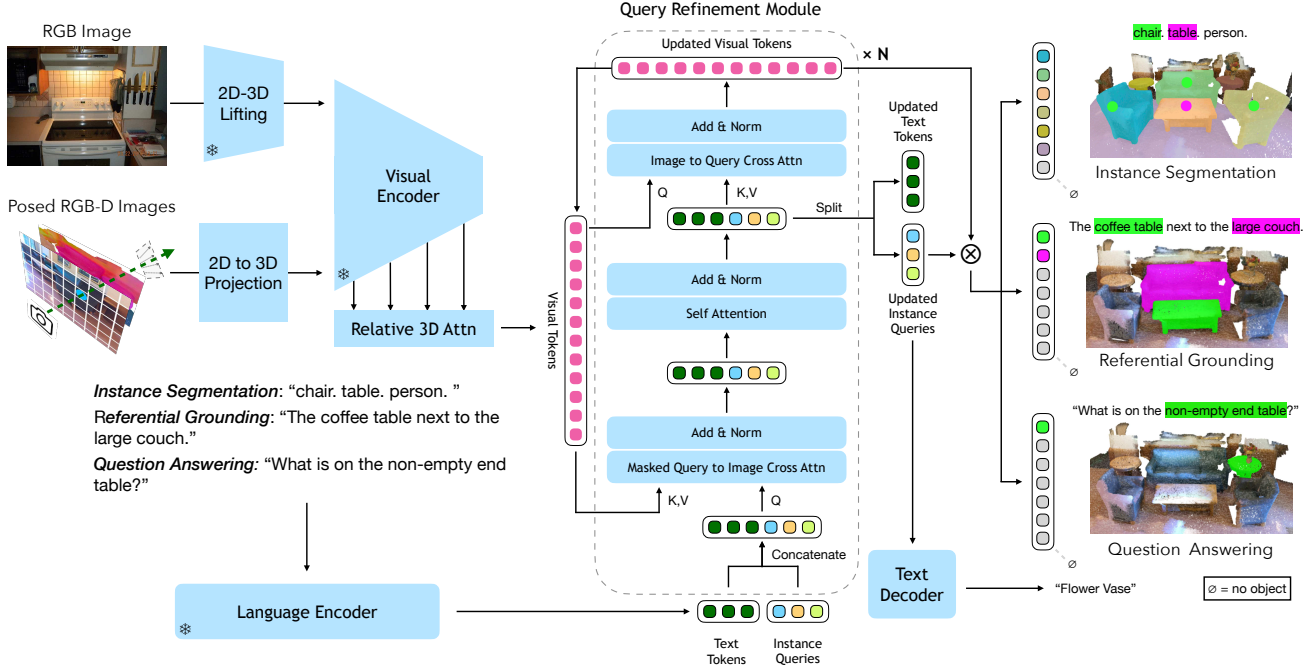 RGB Image
2D-3D
Lifting
Posed RGB-D Images
2D to 3D
Projection
Visual
Encoder
Relative 3D Attn
Instance Segmentation: “chair. table. person. ”
Referential Grounding: “The coffee table next to the
large couch.”
Question Answering: “What is on the non-empty end
table?”
Language Encoder
Query Refinement Module
Updated Visual Tokens
× N
Add & Norm
Image to Query Cross Attn
Q
K,V
Visual Tokens
Add & Norm
Self Attention
Add & Norm
Masked Query to Image Cross Attn
K,V
Q
Concatenate
Text
Tokens
Instance
Queries
Split
Updated
Text
Tokens
Updated
Instance
Queries
⊗
Text
Decoder
“Flower Vase”
chair. table. person.
Instance Segmentation
∅
The coffee table next to the large couch.
Referential Grounding
∅
“What is on the non-empty end table?”
Question Answering
∅
∅ = no object